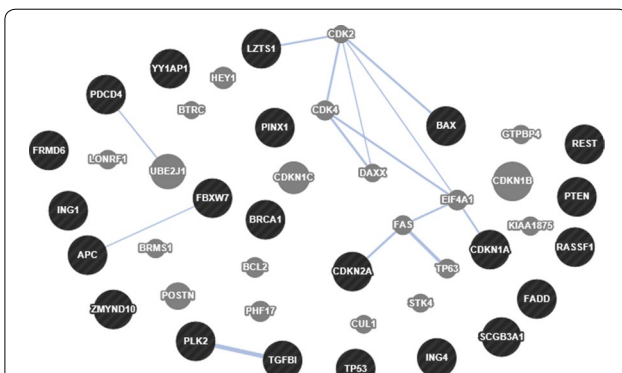 CDK2
LZTS1
YY1AP1
HEY1
PDCD4
BTRC
CDK4
PINX1
BAX
GTPBP4
REST
FRMD6
LONRF1
UBE2J1
CDKN1C
DAXX
CDKN1B
FBXW7
EIF4A1
PTEN
ING1
BRCA1
FAS
KIAA1875
APC
BRMS1
CDKN1A
RASSF1
BCL2
CDKN2A
TP63
POSTN
FADD
ZMYND10
PHF17
STK4
CUL1
SCGB3A1
PLK2
TGFBI
TP53
ING4